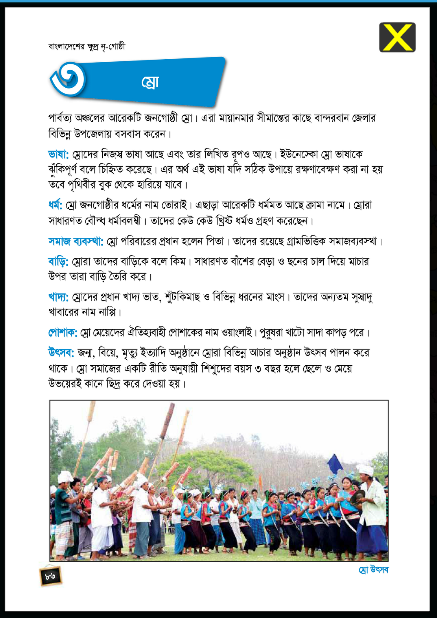 বাংলাদেশের ক্ষুদ্র নৃ-গোষ্ঠী
৩
ম্রো
পার্বত্য অঞ্চলের আরেকটি জনগোষ্ঠী ম্রো। এরা মায়ানমার সীমান্তের কাছে বান্দরবান জেলার
বিভিন্ন উপজেলায় বসবাস করেন।
ভাষা: ম্রোদের নিজস্ব ভাষা আছে এবং তার লিখিত রূপও আছে। ইউনেস্কো ম্রো ভাষাকে
ঝুঁকিপূর্ণ বলে চিহ্নিত করেছে। এর অর্থ এই ভাষা যদি সঠিক উপায়ে রক্ষণাবেক্ষণ করা না হয়
তবে পৃথিবীর বুক থেকে হারিয়ে যাবে।
ধর্ম: ম্রো জনগোষ্ঠীর ধর্মের নাম তোরাই। এছাড়া আরেকটি ধর্মমত আছে ক্রামা নামে। ম্রোরা
সাধারণত বৌদ্ধ ধর্মাবলম্বী। তাদের কেউ কেউ খ্রিষ্ট ধর্মও গ্রহণ করেছেন।
সমাজ ব্যবস্থা: ম্রো পরিবারের প্রধান হলেন পিতা। তাদের রয়েছে গ্রামভিত্তিক সমাজব্যবস্থা।
বাড়ি: ম্রোরা তাদের বাড়িকে বলে কিম। সাধারণত বাঁশের বেড়া ও ছনের চাল দিয়ে মাচার
উপর তারা বাড়ি তৈরি করে।
খাদ্য: ম্রোদের প্রধান খাদ্য ভাত, শুঁটকিমাছ ও বিভিন্ন ধরনের মাংস। তাদের অন্যতম সুস্বাদু
খাবারের নাম নাপ্পি।
পোশাক: ম্রো মেয়েদের ঐতিহ্যবাহী পোশাকের নাম ওয়াংলাই। পুরুষরা খাটো সাদা কাপড় পরে।
উৎসব: জন্ম, বিয়ে, মৃত্যু ইত্যাদি অনুষ্ঠানে ম্রোরা বিভিন্ন আচার অনুষ্ঠান উৎসব পালন করে
থাকে। ম্রো সমাজের একটি রীতি অনুযায়ী শিশুদের বয়স ৩ বছর হলে ছেলে ও মেয়ে
উভয়েরই কানে ছিদ্র করে দেওয়া হয়।
ম্রো উৎসব
৮৬